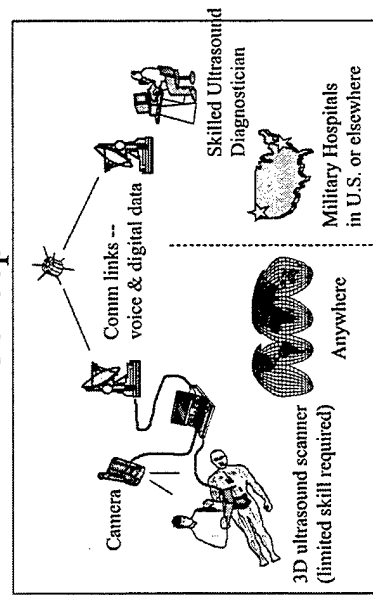 Camera
Comm links --
voice & digital data
Skilled Ultrasound
Diagnostician
3D ultrasound scanner
(limited skill required)
Anywhere
Military Hospitals
in U.S. or elsewhere